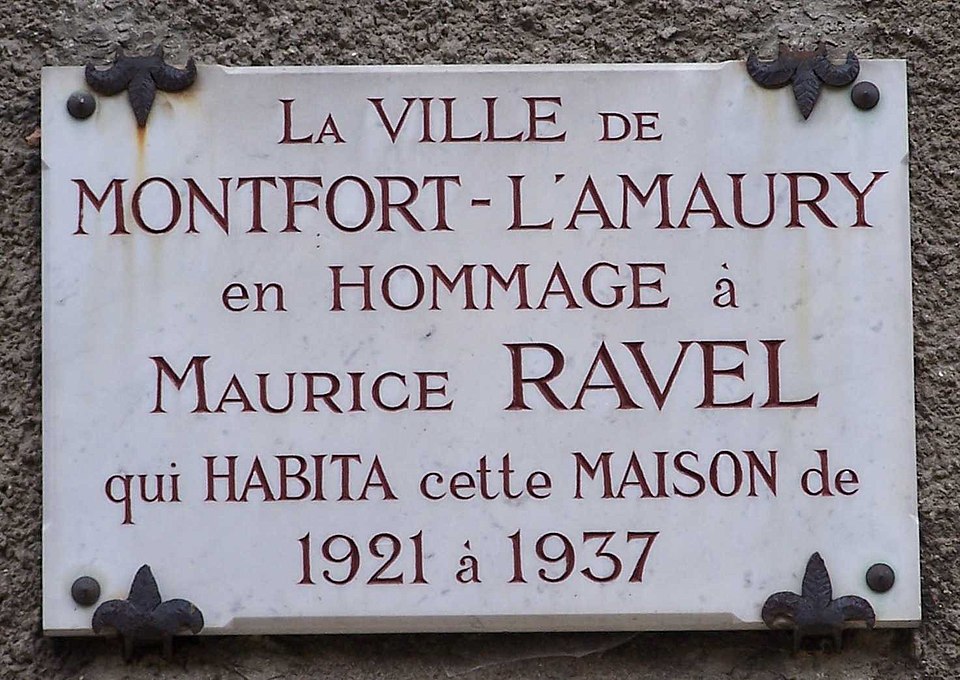 LA VILLE DE
MONTFORT-L'AMAURY
en HOMMAGE à
MAURICE RAVEL
qui HABITA cette MAISON de
1921 à 1937